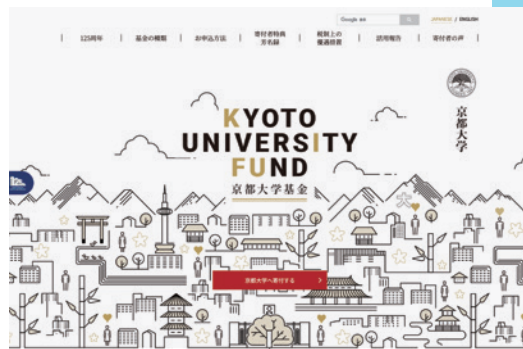 Google 検索
JAPANESE / ENGLISH
125周年
基金の種類
お申込方法
寄付者特典
芳名録
税制上の
優遇措置
活用報告
寄付者の声
京都大学
KYOTO
UNIVERSITY
FUND
京都大学基金
京都大学へ寄付する